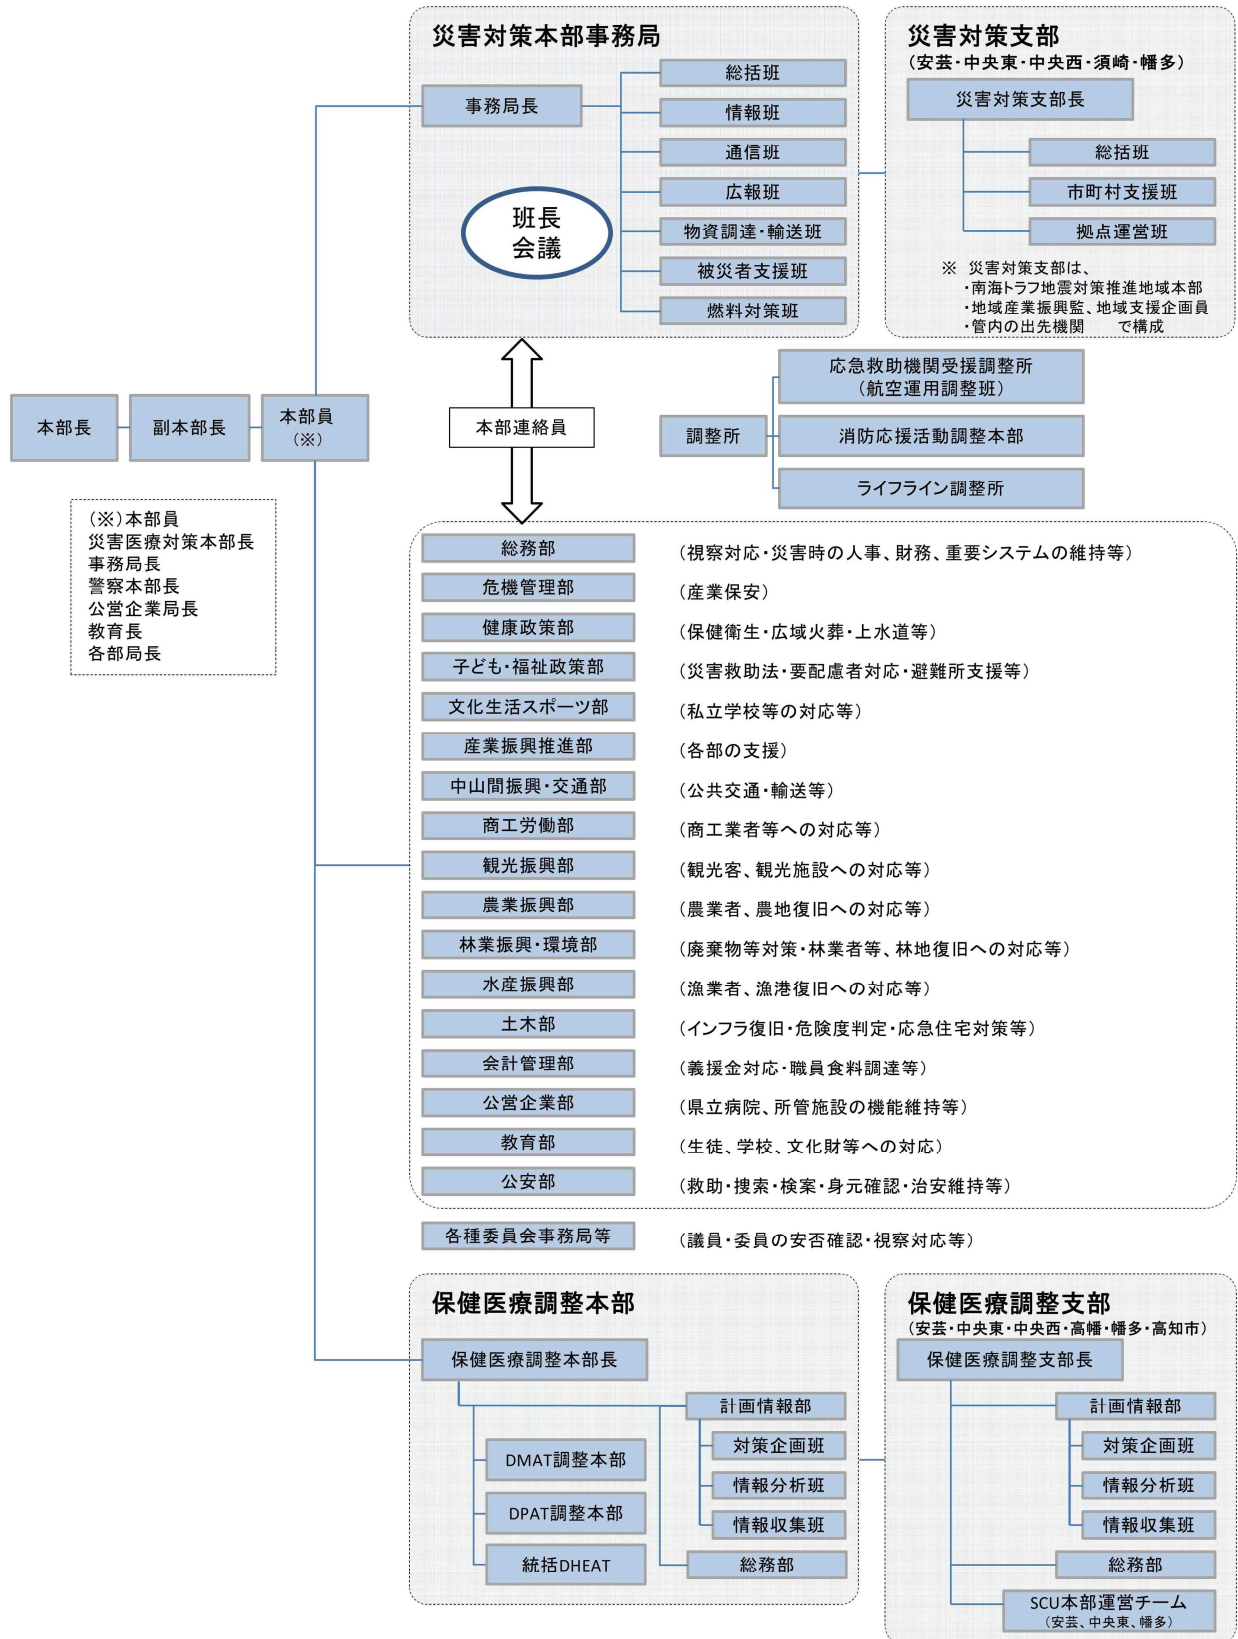 災害対策本部事務局
事務局長
総括班
情報班
通信班
広報班
物資調達・輸送班
被災者支援班
燃料対策班
班長
会議
災害対策支部
(安芸・中央東・中央西・須崎・幡多)
災害対策支部長
総括班
市町村支援班
拠点運営班
※ 災害対策支部は、
・南海トラフ地震対策推進地域本部
・地域産業振興監、地域支援企画員
・管内の出先機関 で構成
本部長
副本部長
本部員
(※)
本部連絡員
調整所
応急救助機関受援調整所
(航空運用調整班)
消防応援活動調整本部
ライフライン調整所
(※)本部員
災害医療対策本部長
事務局長
警察本部長
公営企業局長
教育長
各部局長
総務部 (視察対応・災害時の人事、財務、重要システムの維持等)
危機管理部 (産業保安)
健康政策部 (保健衛生・広域火葬・上水道等)
子ども・福祉政策部 (災害救助法・要配慮者対応・避難所支援等)
文化生活スポーツ部 (私立学校等の対応等)
産業振興推進部 (各部の支援)
中山間振興・交通部 (公共交通・輸送等)
商工労働部 (商工業者等への対応等)
観光振興部 (観光客、観光施設への対応等)
農業振興部 (農業者、農地復旧への対応等)
林業振興・環境部 (廃棄物等対策・林業者等、林地復旧への対応等)
水産振興部 (漁業者、漁港復旧への対応等)
土木部 (インフラ復旧・危険度判定・応急住宅対策等)
会計管理部 (義援金対応・職員食料調達等)
公営企業部 (県立病院、所管施設の機能維持等)
教育部 (生徒、学校、文化財等への対応)
公安部 (救助・捜索・検案・身元確認・治安維持等)
各種委員会事務局等 (議員・委員の安否確認・視察対応等)
保健医療調整本部
保健医療調整本部長
計画情報部
対策企画班
情報分析班
情報収集班
総務部
DMAT調整本部
DPAT調整本部
統括DHEAT
保健医療調整支部
(安芸・中央東・中央西・高幡・幡多・高知市)
保健医療調整支部長
計画情報部
対策企画班
情報分析班
情報収集班
総務部
SCU本部運営チーム
(安芸、中央東、幡多)